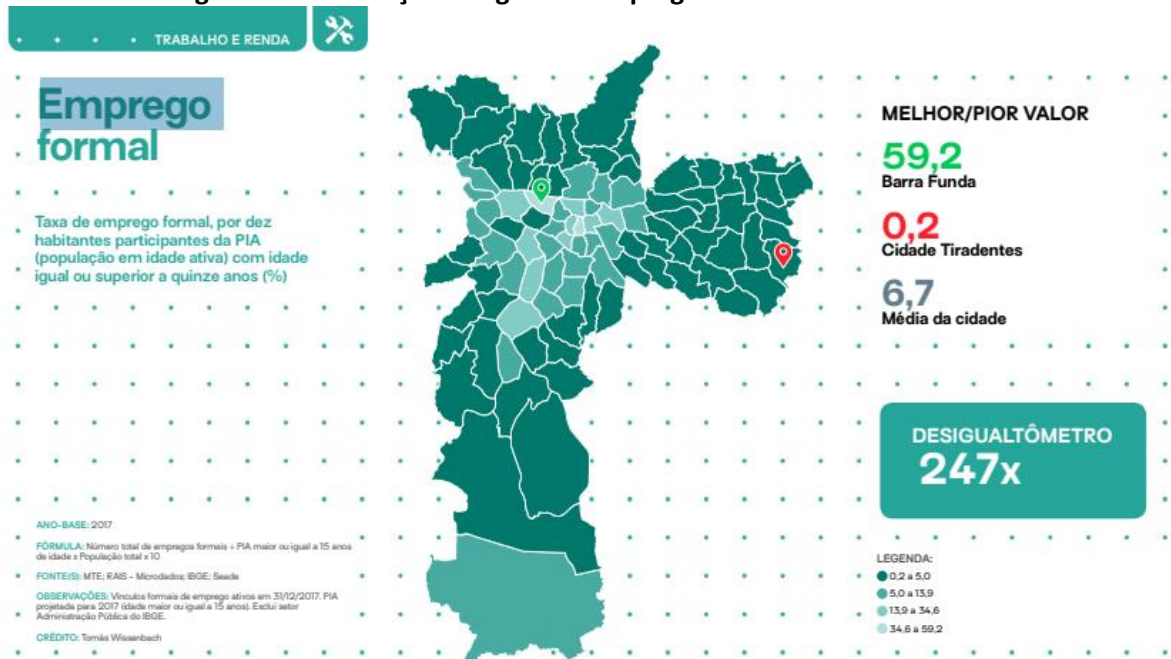 TRABALHO E RENDA
Emprego
formal
Taxa de emprego formal, por dez
habitantes participantes da PIA
(população em idade ativa) com idade
igual ou superior a quinze anos (%)
ANO-BASE: 2017
FÓRMULA: Número total de empregos formais ÷ PIA maior ou igual a 15 anos
de idade x População total x 10
FONTE(S): MTE; RAIS - Microdados; IBGE; Seade
OBSERVAÇÕES: Vínculos formais de emprego ativos em 31/12/2017. PIA
projetada para 2017 (idade maior ou igual a 15 anos). Exclui setor
Administração Pública do IBGE.
CRÉDITO: Tomás Wissenbach
MELHOR/PIOR VALOR
59,2
Barra Funda
0,2
Cidade Tiradentes
6,7
Média da cidade
DESIGUALTÔMETRO
247x
LEGENDA:
0,2 a 5,0
5,0 a 13,9
13,9 a 34,6
34,6 a 59,2